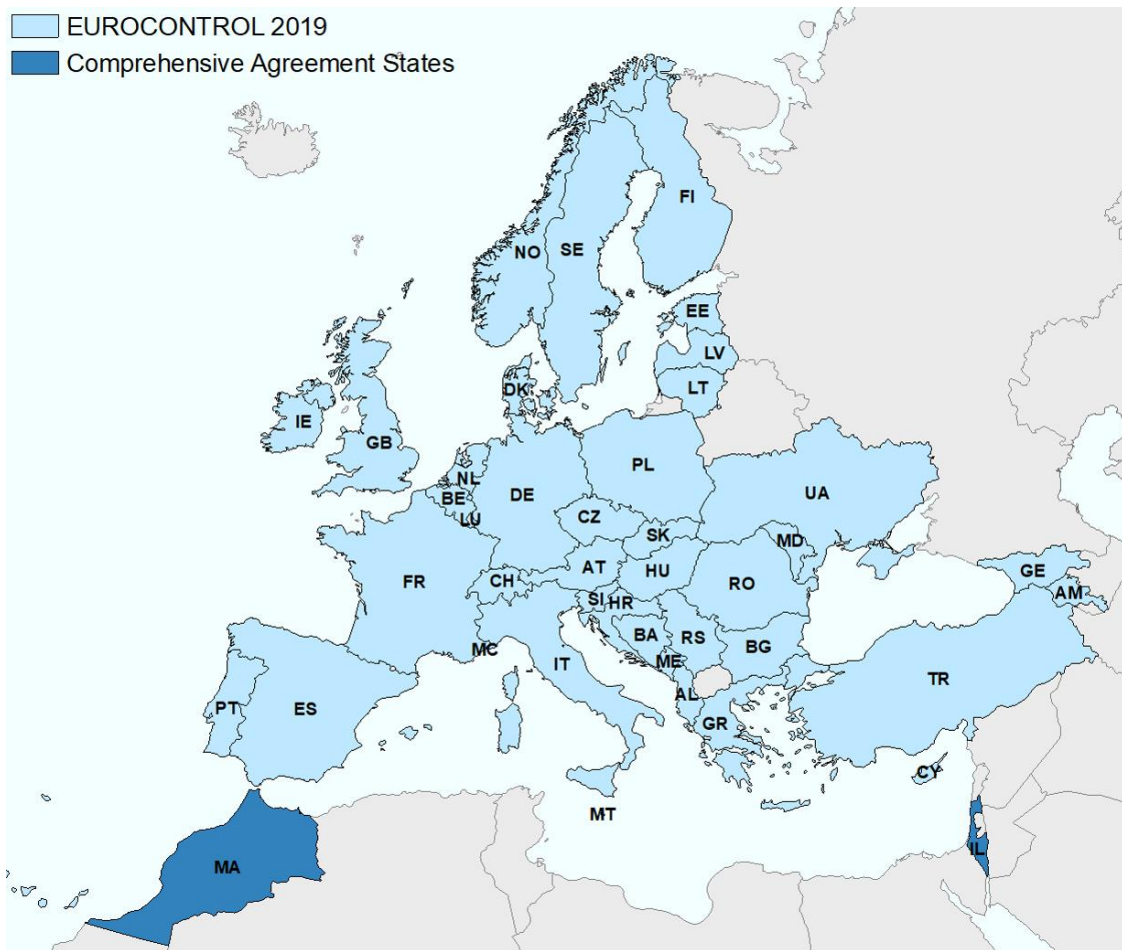 EUROCONTROL 2019
Comprehensive Agreement States
FI
NO
SE
EE
LV
LT
DK
IE
GB
NL
BE
LU
DE
PL
UA
CZ
SK
MD
FR
CH
AT
HU
RO
GE
AM
SI
HR
BA
RS
BG
MC
IT
ME
AL
TR
PT
ES
GR
CY
MT
MA
IL